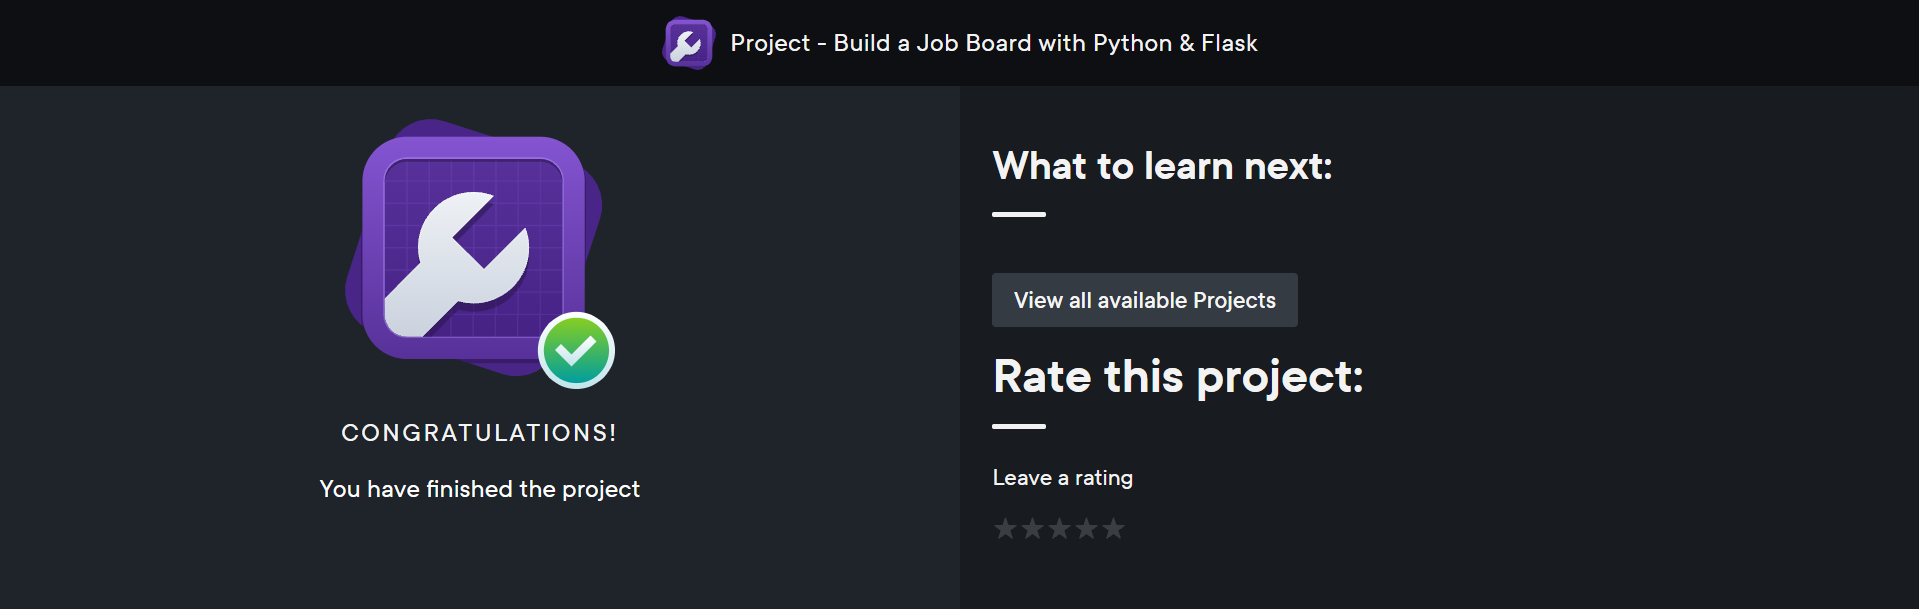 Project - Build a Job Board with Python & Flask
CONGRATULATIONS!
You have finished the project
What to learn next:
View all available Projects
Rate this project:
Leave a rating